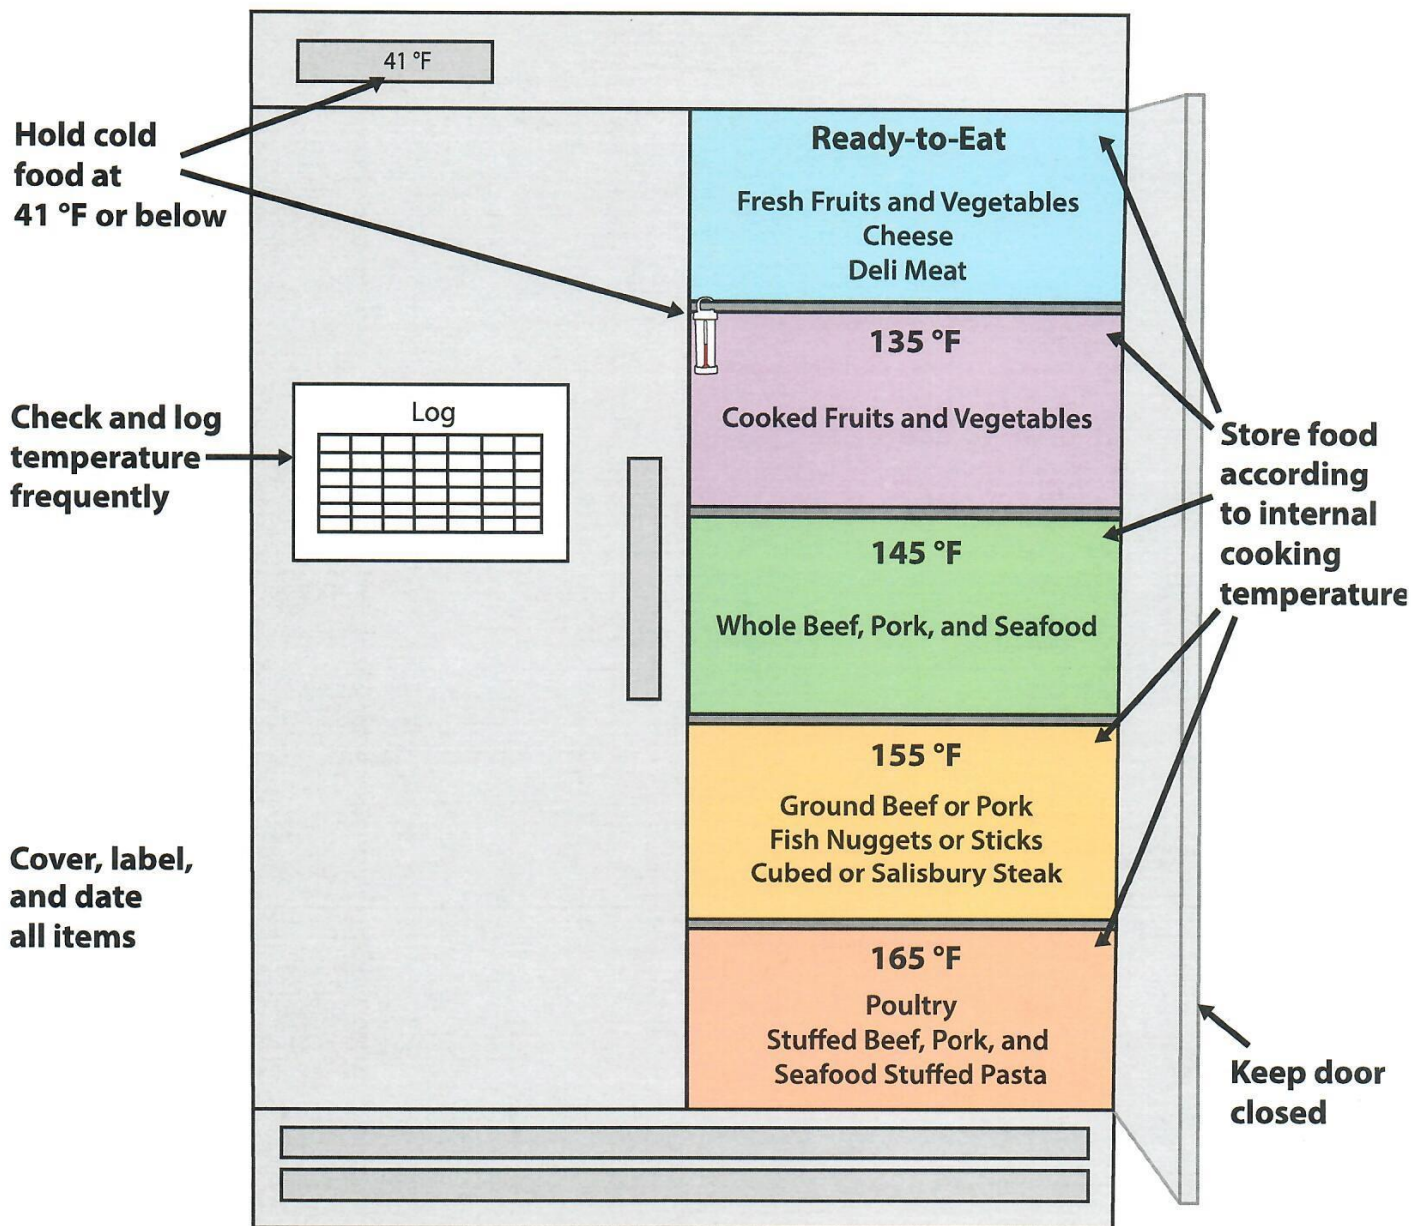 41 °F
Hold cold
food at
41 °F or below
Ready-to-Eat
Fresh Fruits and Vegetables
Cheese
Deli Meat
135 °F
Cooked Fruits and Vegetables
Check and log
temperature
frequently
Log
Store food
according
to internal
cooking
temperature
145 °F
Whole Beef, Pork, and Seafood
155 °F
Ground Beef or Pork
Fish Nuggets or Sticks
Cubed or Salisbury Steak
Cover, label,
and date
all items
165 °F
Poultry
Stuffed Beef, Pork, and
Seafood Stuffed Pasta
Keep door
closed